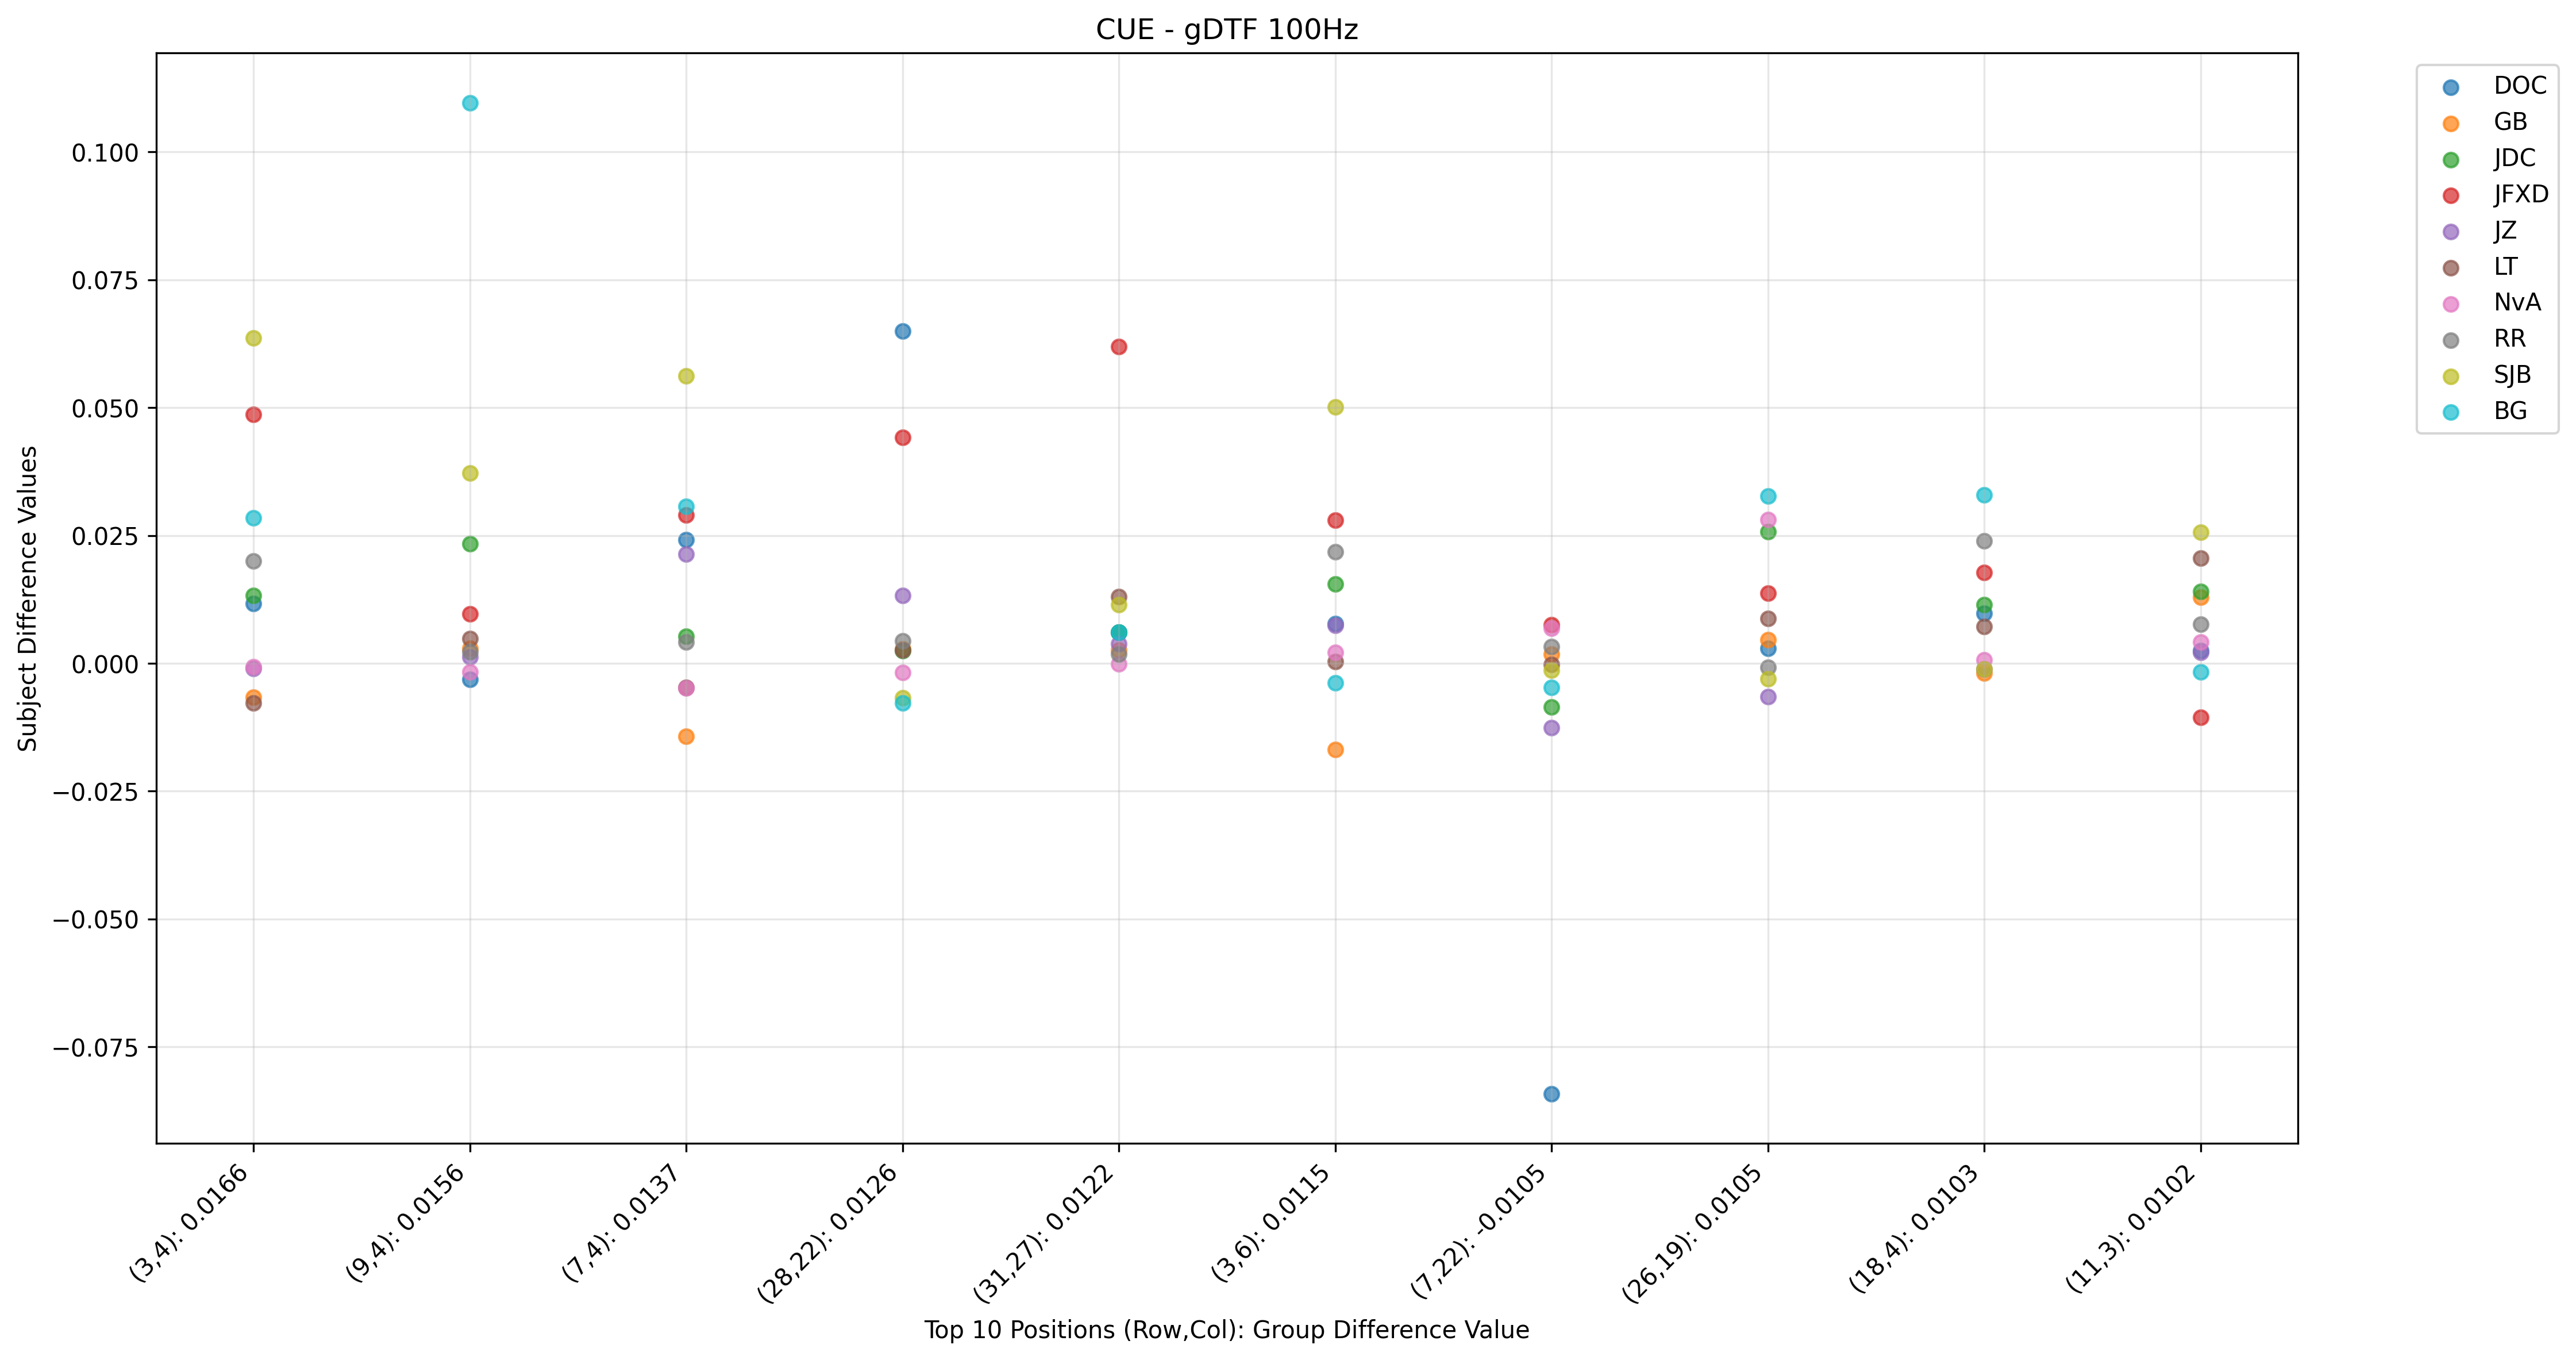 CUE - gDTF 100Hz
Subject Difference Values
0.100
0.075
0.050
0.025
0.000
−0.025
−0.050
−0.075
(3,4): 0.0166
(9,4): 0.0156
(7,4): 0.0137
(28,22): 0.0126
(31,27): 0.0122
(3,6): 0.0115
(7,22): -0.0105
(26,19): 0.0105
(18,4): 0.0103
(11,3): 0.0102
Top 10 Positions (Row,Col): Group Difference Value
DOC
GB
JDC
JFXD
JZ
LT
NvA
RR
SJB
BG